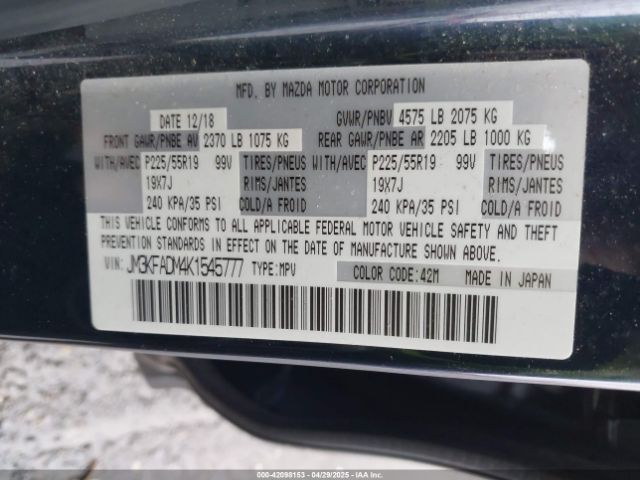 MFD. BY MAZDA MOTOR CORPORATION
DATE 12/18 GVWR/PNBV 4575 LB 2075 KG
FRONT GAWR/PNBE AV 2370 LB 1075 KG REAR GAWR/PNBE AR 2205 LB 1000 KG
WITH/AVEC P225/55R19 99V TIRES/PNEUS WITH/AVEC P225/55R19 99V TIRES/PNEUS
19X7J RIMS/JANTES 19X7J RIMS/JANTES
240 KPA/35 PSI COLD/A FROID 240 KPA/35 PSI COLD/A FROID
THIS VEHICLE CONFORMS TO ALL APPLICABLE FEDERAL MOTOR VEHICLE SAFETY AND THEFT
PREVENTION STANDARDS IN EFFECT ON THE DATE OF MANUFACTURE SHOWN ABOVE.
VIN: JM3KFADM4K1545777 TYPE:MPV COLOR CODE:42M MADE IN JAPAN
000-42098153 - 04/29/2025 - IAAI.COM